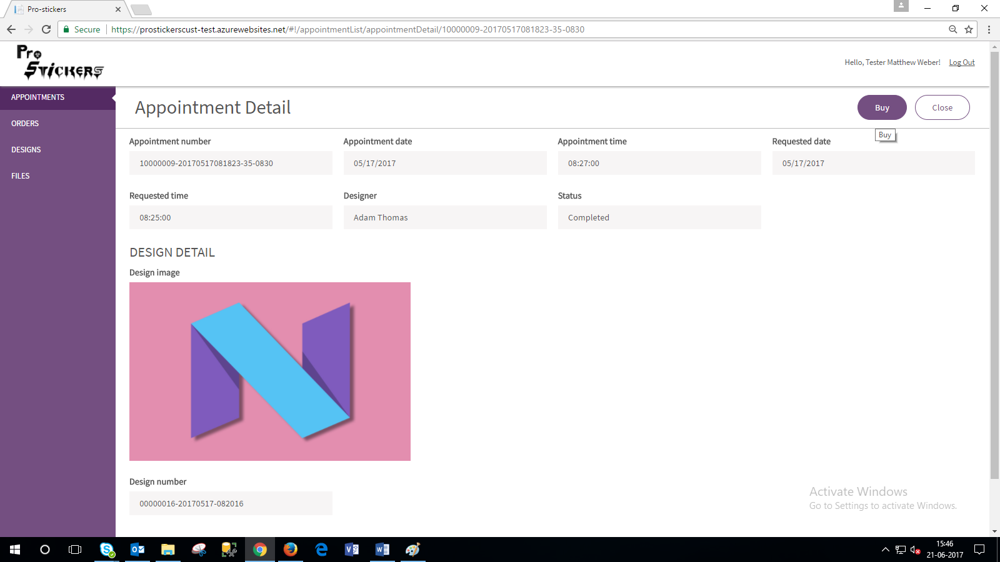 Pro-stickers
Secure https://prostickerscust-test.azurewebsites.net/#!/appointmentList/appointmentDetail/10000009-20170517081823-35-0830
Pro
Stickers
Hello, Tester Matthew Weber! Log Out
APPOINTMENTS
ORDERS
DESIGNS
FILES
Appointment Detail
Buy Close
Buy
Appointment number Appointment date Appointment time Requested date
10000009-20170517081823-35-0830 05/17/2017 08:27:00 05/17/2017
Requested time Designer Status
08:25:00 Adam Thomas Completed
DESIGN DETAIL
Design image
Design number
00000016-20170517-082016
Activate Windows
Go to Settings to activate Windows.
15:46
21-06-2017